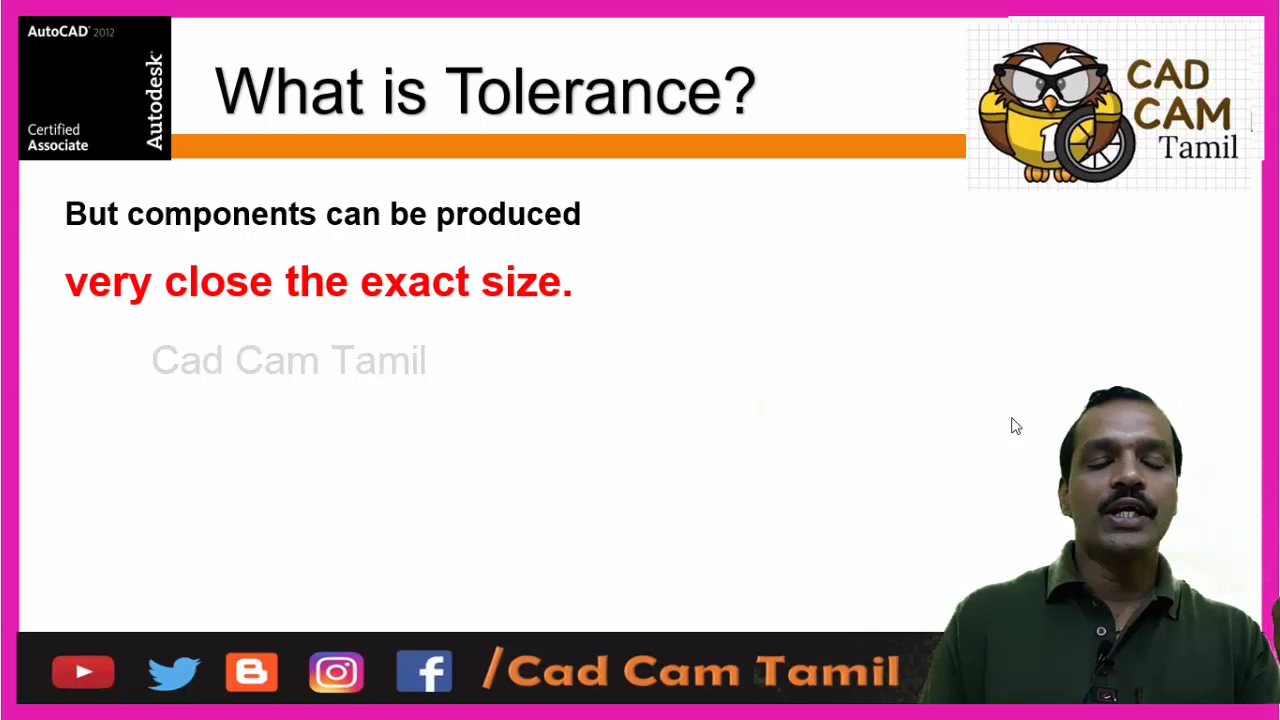 AutoCAD® 2012
Autodesk®
Certified
Associate
What is Tolerance?
CAD
CAM
Tamil
But components can be produced
very close the exact size.
Cad Cam Tamil
/Cad Cam Tamil